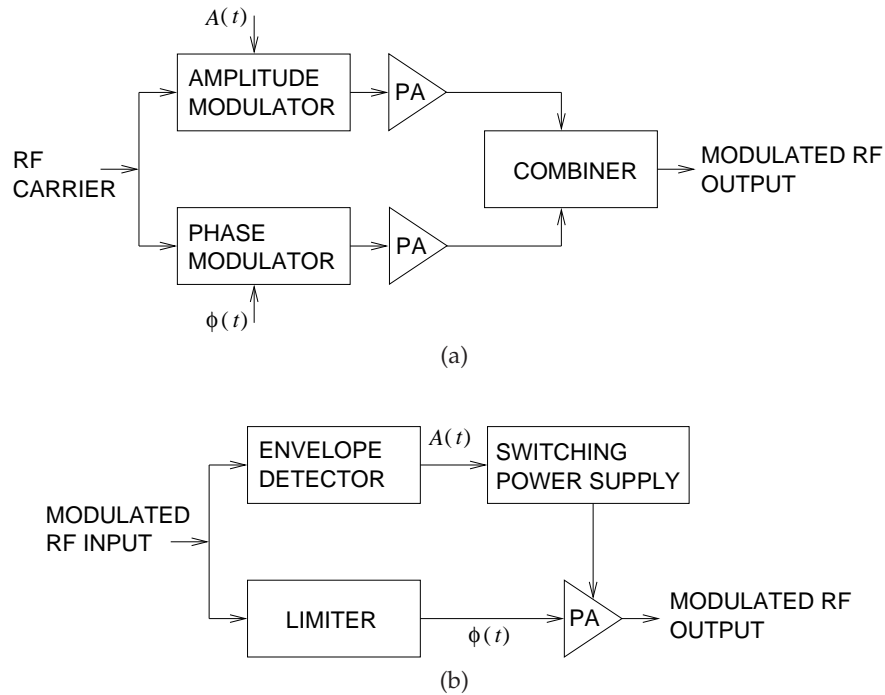 A(t)
AMPLITUDE
MODULATOR
PA
RF
CARRIER
COMBINER
MODULATED RF
OUTPUT
PHASE
MODULATOR
PA
ϕ(t)
(a)
ENVELOPE
DETECTOR
A(t)
SWITCHING
POWER SUPPLY
MODULATED
RF INPUT
LIMITER
ϕ(t)
PA
MODULATED RF
OUTPUT
(b)